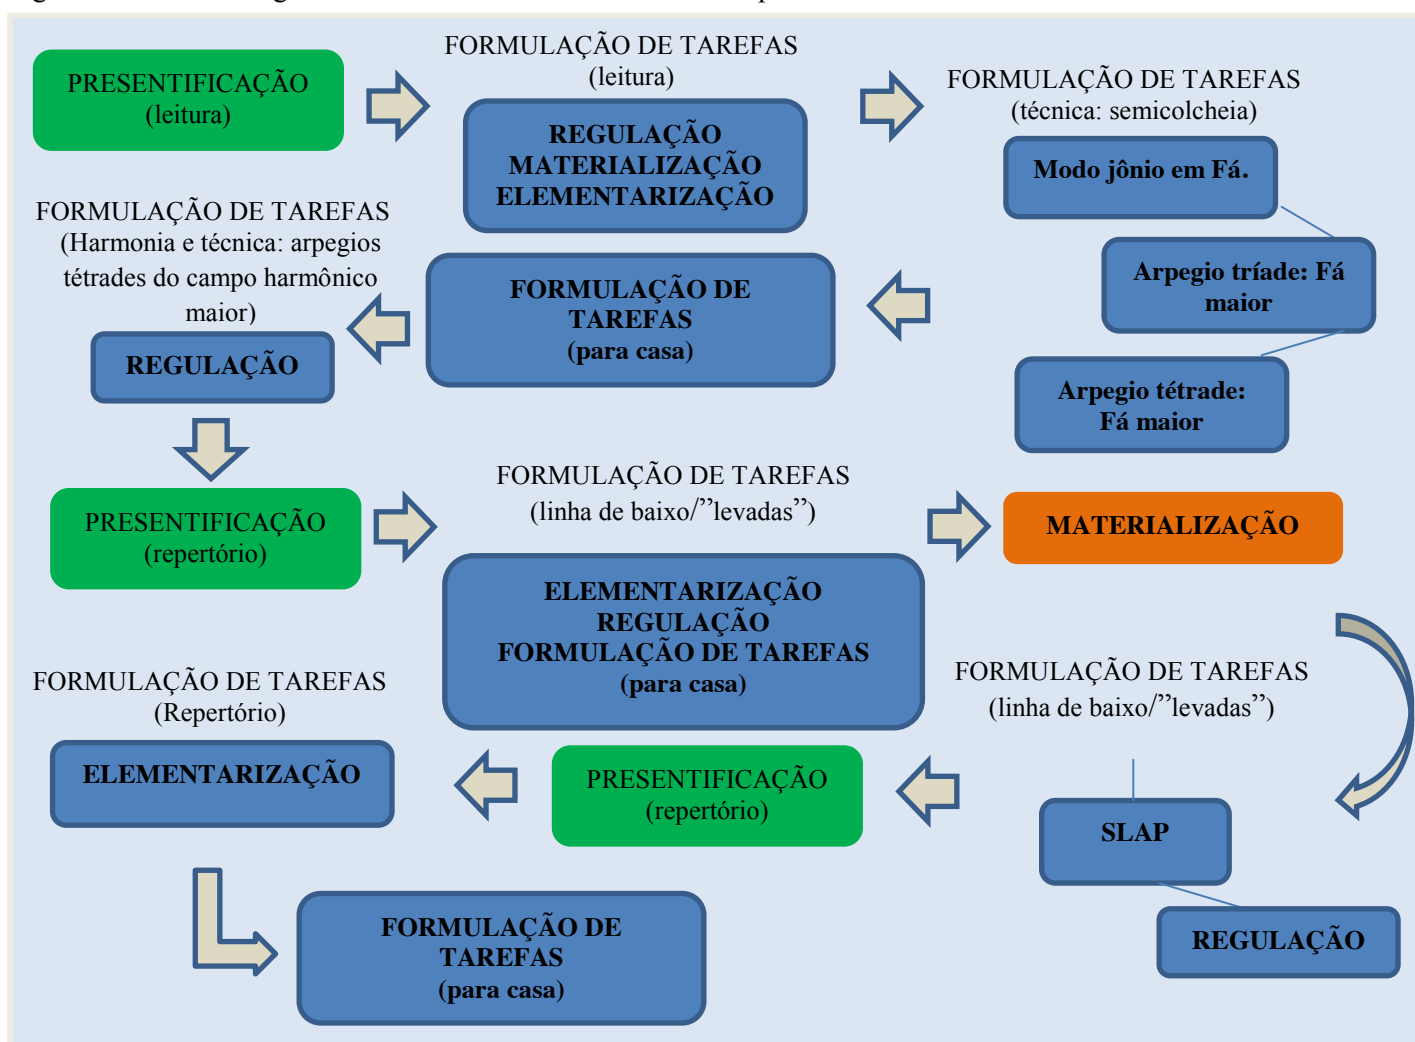 PRESENTIFICAÇÃO
(leitura)
FORMULAÇÃO DE TAREFAS
(leitura)
REGULAÇÃO
MATERIALIZAÇÃO
ELEMENTARIZAÇÃO
FORMULAÇÃO DE TAREFAS
(técnica: semicolcheia)
Modo jônio em Fá.
Arpegio tríade: Fá
maior
Arpegio tétrade:
Fá maior
FORMULAÇÃO DE
TAREFAS
(para casa)
FORMULAÇÃO DE TAREFAS
(Harmonia e técnica: arpegios
tétrades do campo harmônico
maior)
REGULAÇÃO
PRESENTIFICAÇÃO
(repertório)
FORMULAÇÃO DE TAREFAS
(linha de baixo/”levadas”)
ELEMENTARIZAÇÃO
REGULAÇÃO
FORMULAÇÃO DE TAREFAS
(para casa)
MATERIALIZAÇÃO
FORMULAÇÃO DE TAREFAS
(linha de baixo/”levadas”)
SLAP
REGULAÇÃO
PRESENTIFICAÇÃO
(repertório)
FORMULAÇÃO DE TAREFAS
(Repertório)
ELEMENTARIZAÇÃO
FORMULAÇÃO DE
TAREFAS
(para casa)